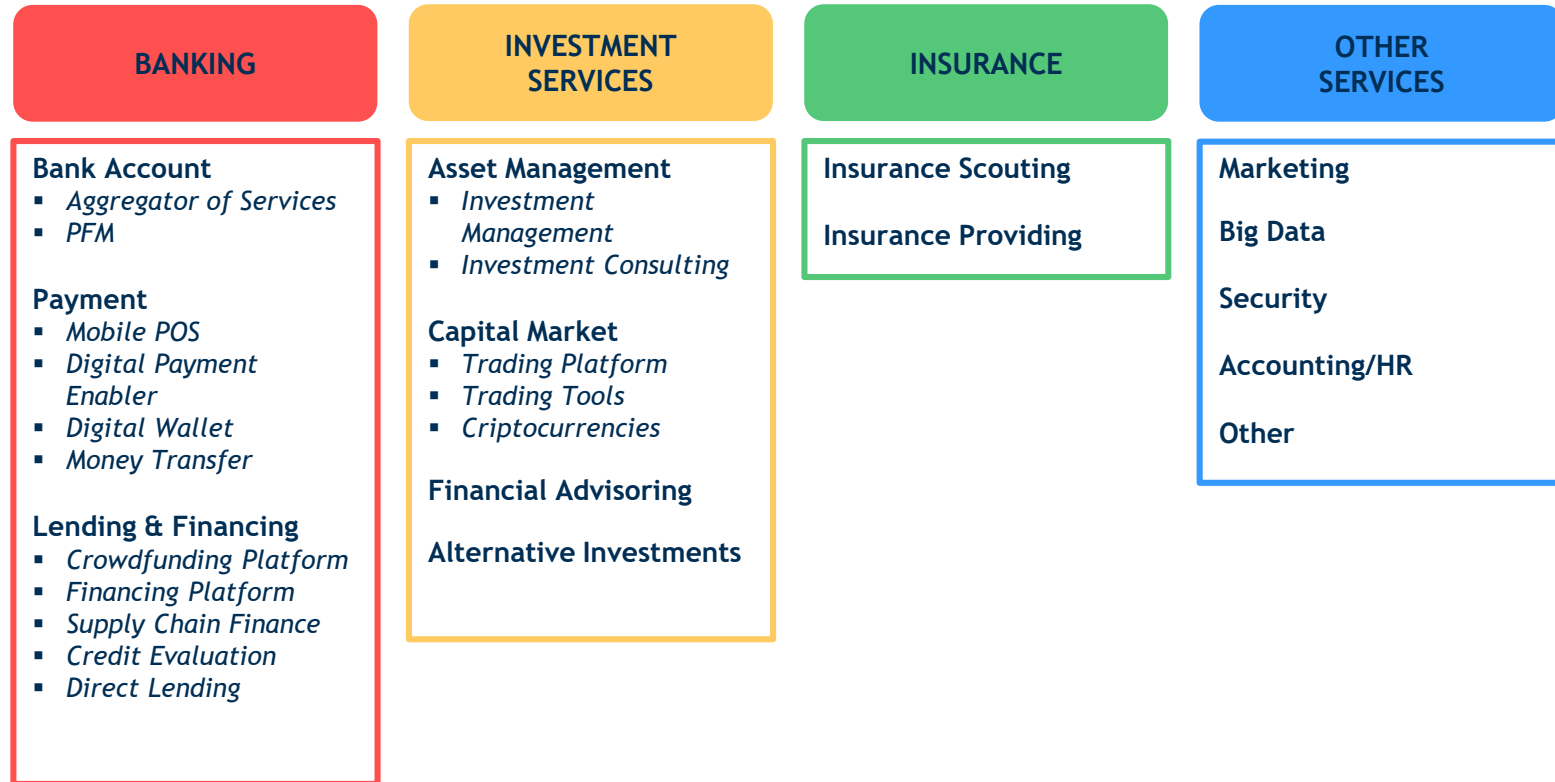 BANKING
Bank Account
▪ Aggregator of Services
▪ PFM
Payment
▪ Mobile POS
▪ Digital Payment
Enabler
▪ Digital Wallet
▪ Money Transfer
Lending & Financing
▪ Crowdfunding Platform
▪ Financing Platform
▪ Supply Chain Finance
▪ Credit Evaluation
▪ Direct Lending
INVESTMENT
SERVICES
Asset Management
▪ Investment
Management
▪ Investment Consulting
Capital Market
▪ Trading Platform
▪ Trading Tools
▪ Criptocurrencies
Financial Advisoring
Alternative Investments
INSURANCE
Insurance Scouting
Insurance Providing
OTHER
SERVICES
Marketing
Big Data
Security
Accounting/HR
Other